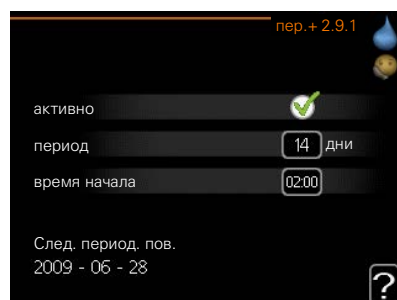 пер.+ 2.9.1
активно
период 14 дни
время начала 02:00
След. период. пов.
2009 - 06 - 28
?